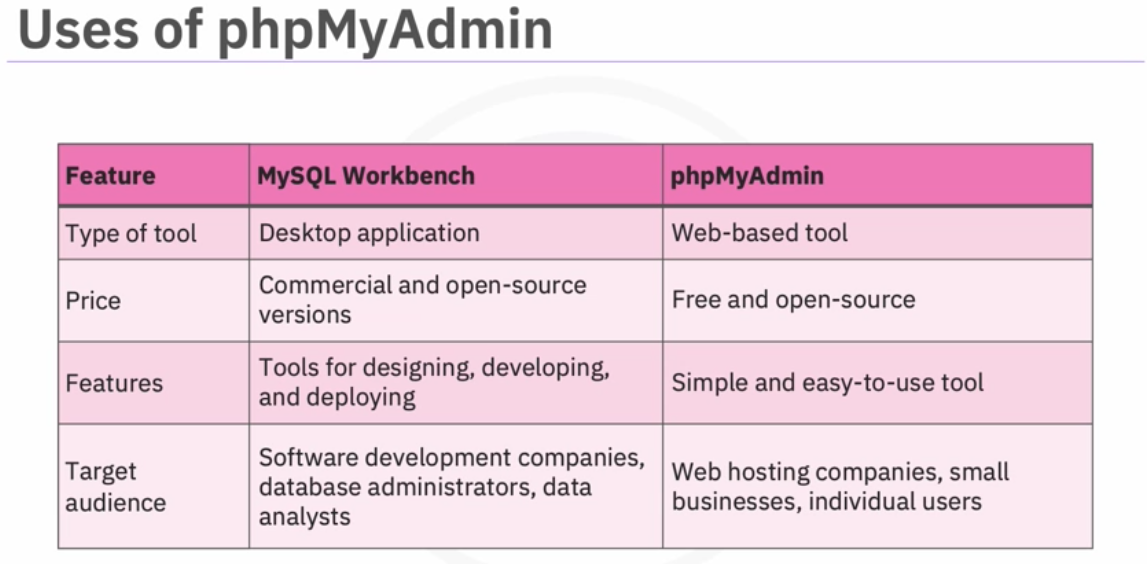 Uses of phpMyAdmin
Feature
MySQL Workbench
phpMyAdmin
Type of tool
Desktop application
Web-based tool
Price
Commercial and open-source
versions
Free and open-source
Features
Tools for designing, developing,
and deploying
Simple and easy-to-use tool
Target
audience
Software development companies,
database administrators, data
analysts
Web hosting companies, small
businesses, individual users